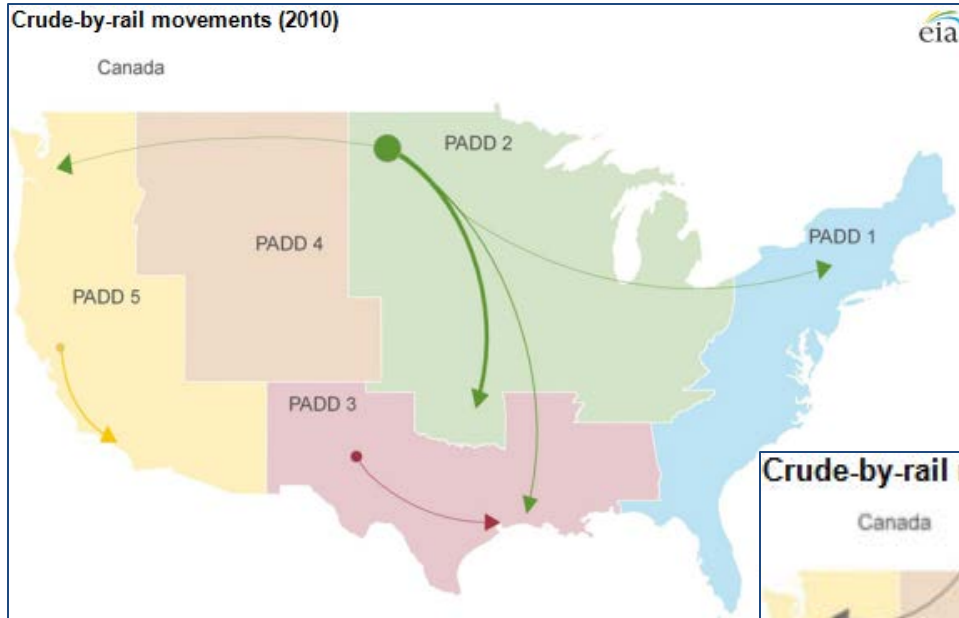 Crude-by-rail movements (2010)
eia
Canada
PADD 2
PADD 1
PADD 4
PADD 5
PADD 3
Crude-by-rail
Canada